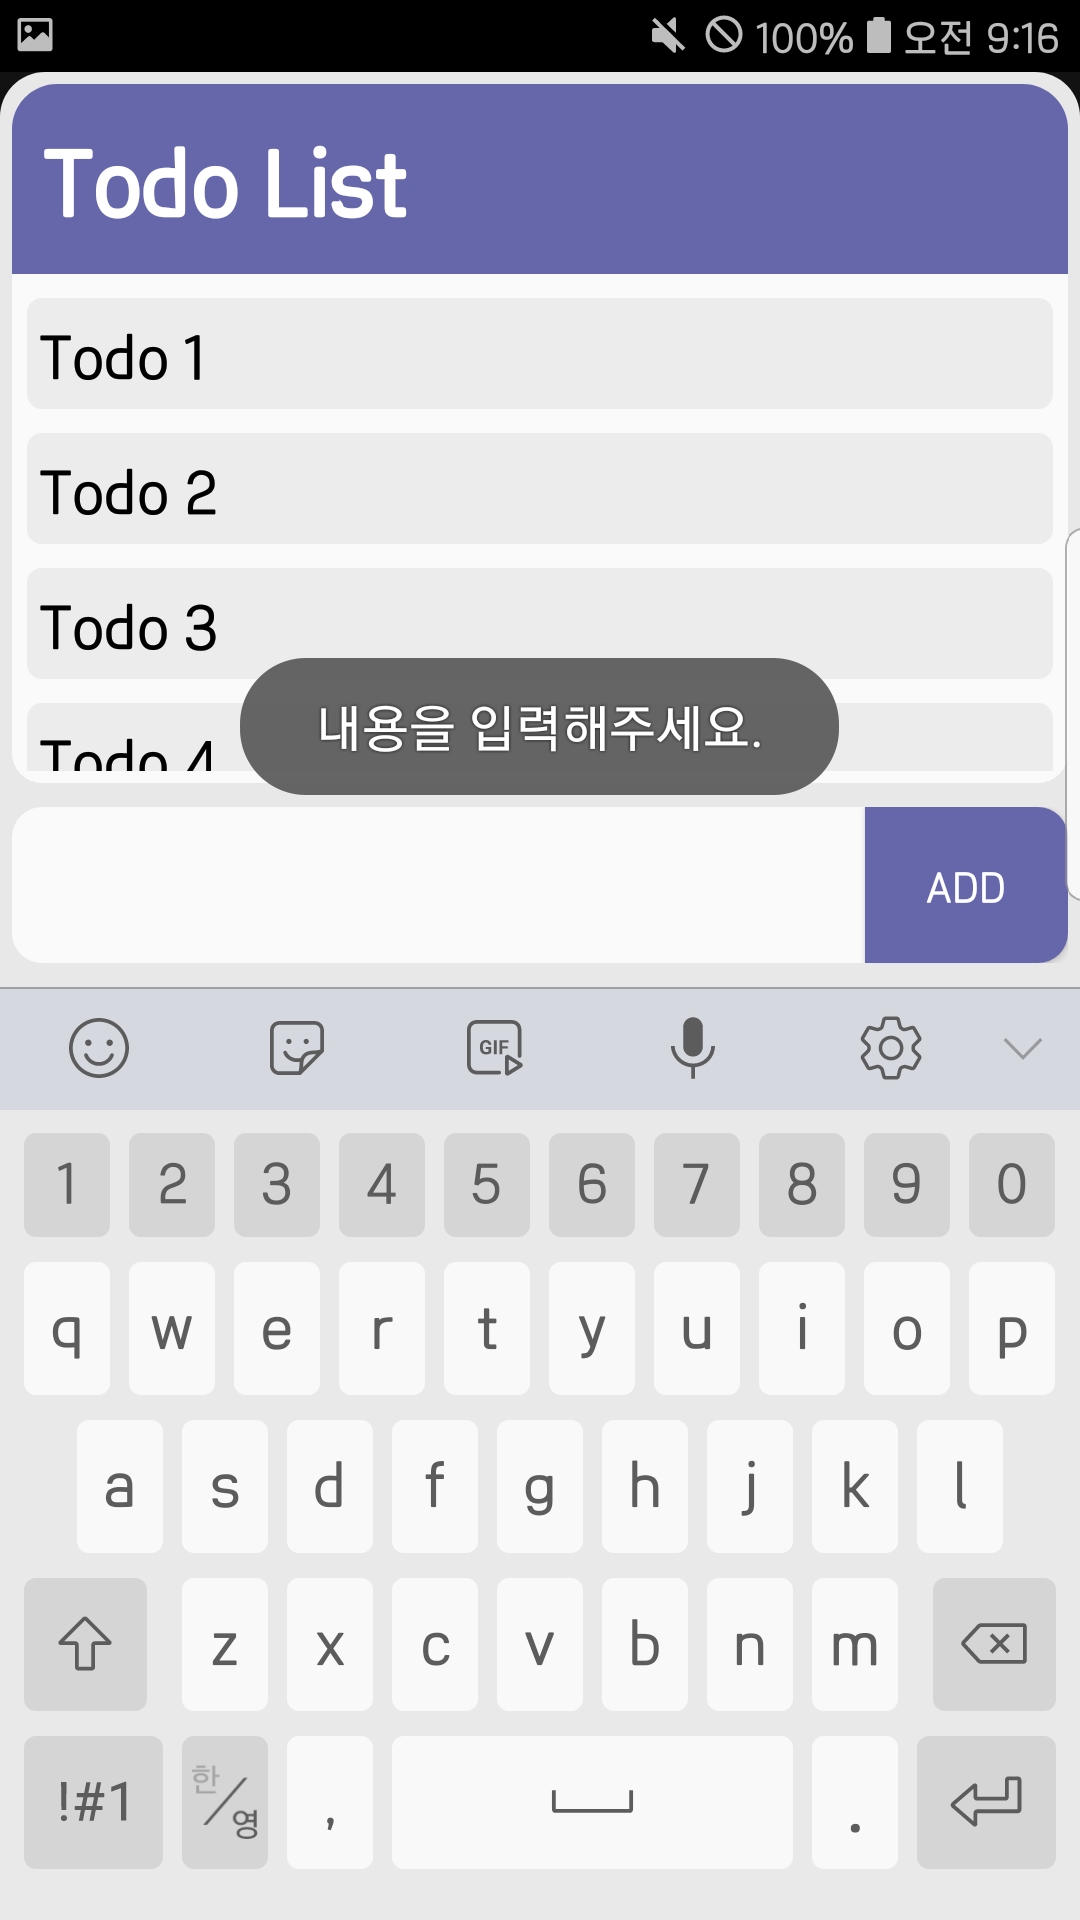 100% 오전 9:16
Todo List
Todo 1
Todo 2
Todo 3
Todo 4
내용을 입력해주세요.
ADD
GIF
1 2 3 4 5 6 7 8 9 0
q w e r t y u i o p
a s d f g h j k l
z x c v b n m
!#1 한/영 , .